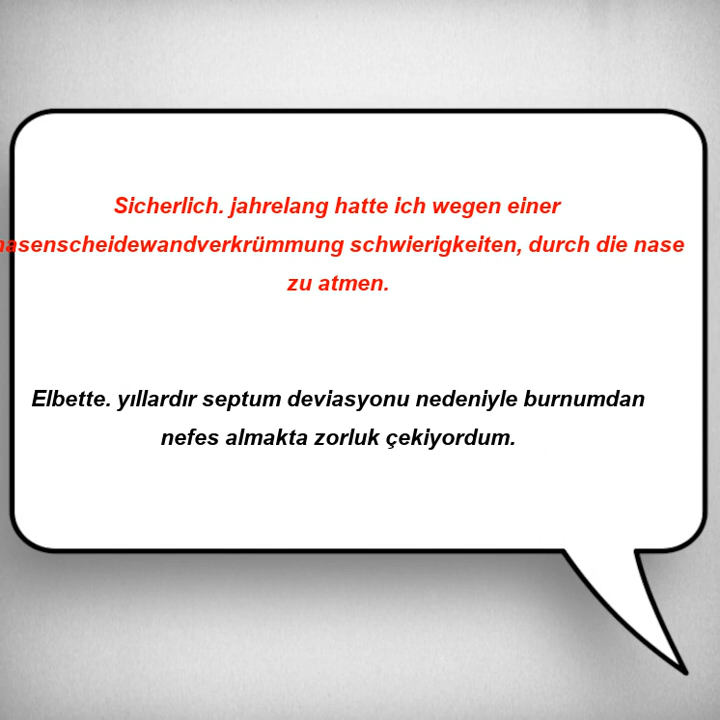 Sicherlich. jahrelang hatte ich wegen einer
nasenscheidewandverkrümmung schwierigkeiten, durch die nase
zu atmen.
Elbette. yıllardır septum deviasyonu nedeniyle burnumdan
nefes almakta zorluk çekiyordum.